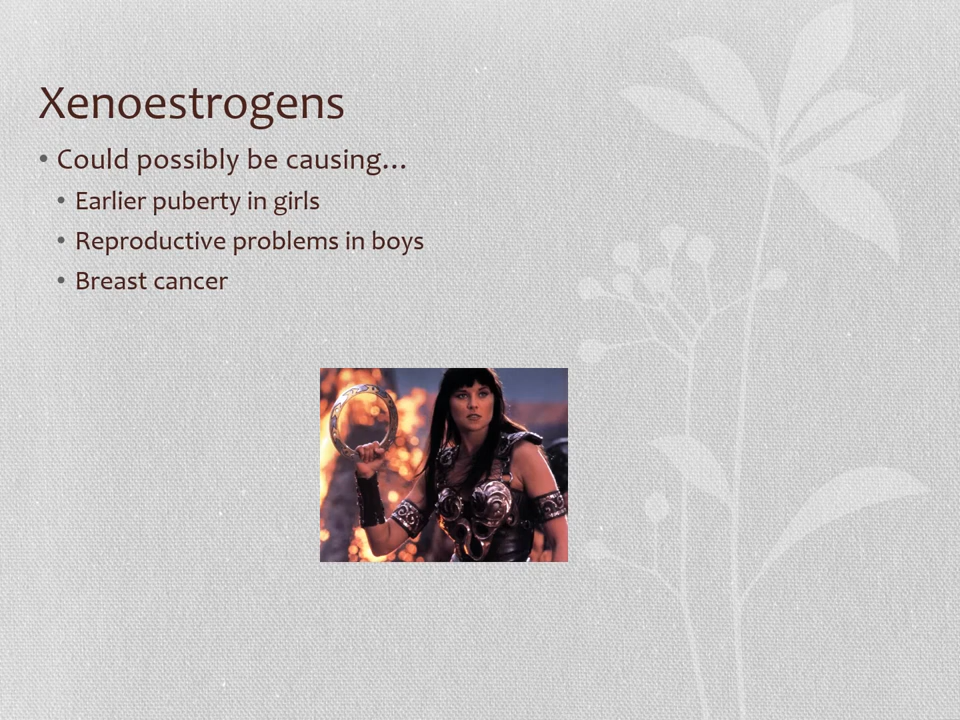 Xenoestrogens
• Could possibly be causing…
• Earlier puberty in girls
• Reproductive problems in boys
• Breast cancer